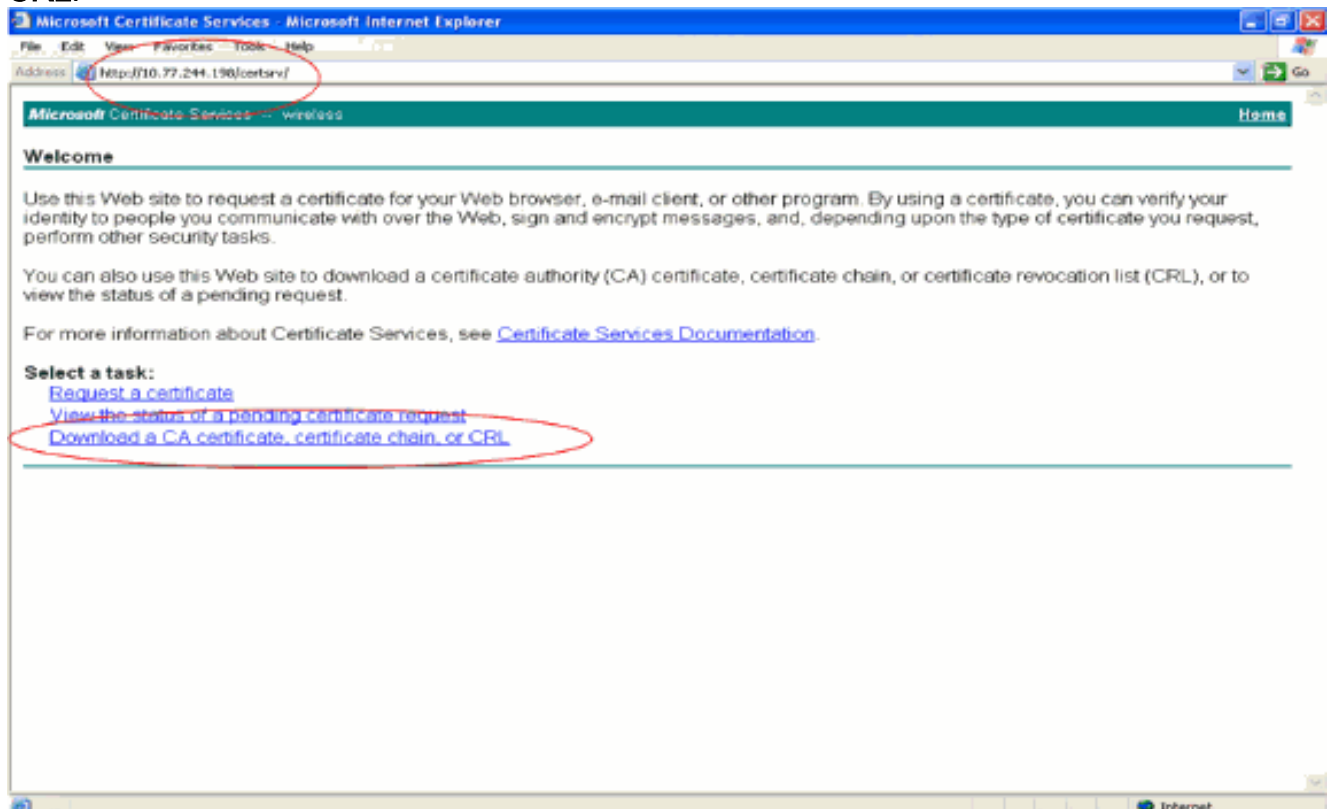 CRL.
Microsoft Certificate Services - Microsoft Internet Explorer
File Edit View Favorites Tools Help
Address http://10.77.244.198/certsrv/ Go
Microsoft Certificate Services -- wireless Home
Welcome
Use this Web site to request a certificate for your Web browser, e-mail client, or other program. By using a certificate, you can verify your
identity to people you communicate with over the Web, sign and encrypt messages, and, depending upon the type of certificate you request,
perform other security tasks.
You can also use this Web site to download a certificate authority (CA) certificate, certificate chain, or certificate revocation list (CRL), or to
view the status of a pending request.
For more information about Certificate Services, see Certificate Services Documentation.
Select a task:
Request a certificate
View the status of a pending certificate request
Download a CA certificate, certificate chain, or CRL
Internet